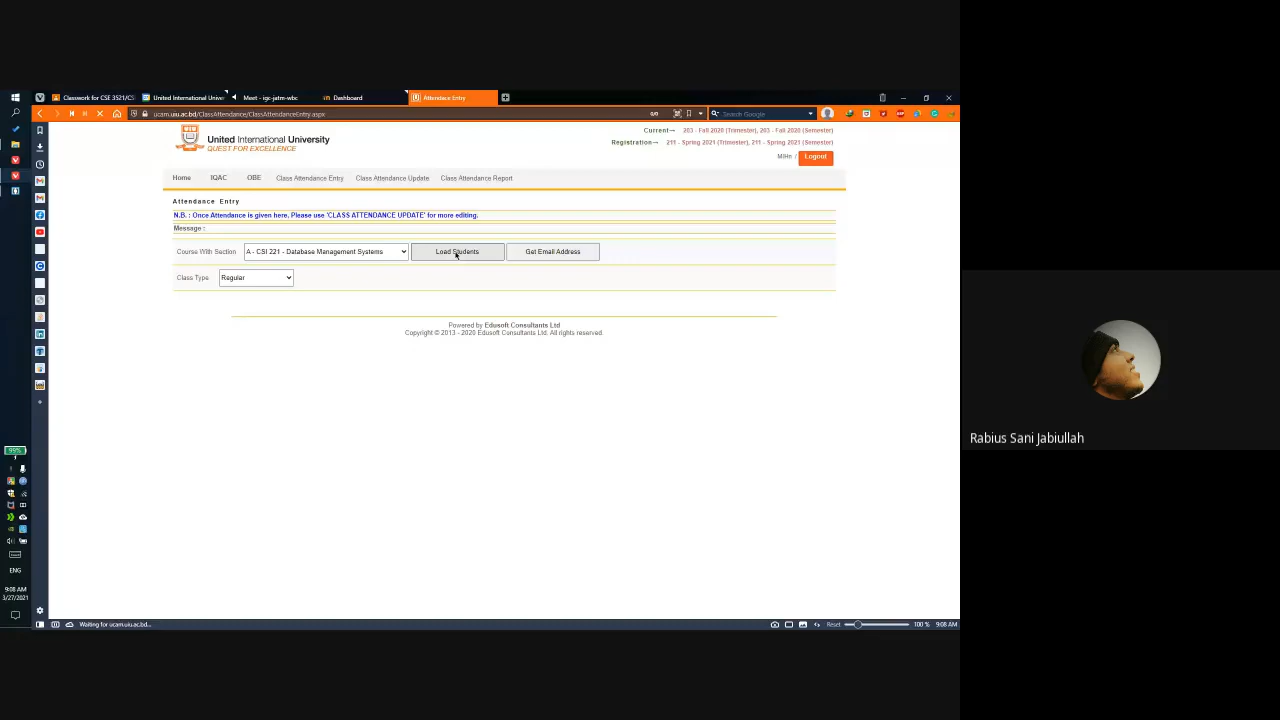 Classwork for CSE 3521/CS
United International Unive
Meet - igc-jatm-wbc
Dashboard
Attendace Entry
ucam.uiu.ac.bd/ClassAttendance/ClassAttendanceEntry.aspx
Search Google
United International University
QUEST FOR EXCELLENCE
Current→ 203 - Fall 2020 (Trimester), 203 - Fall 2020 (Semester)
Registration→ 211 - Spring 2021 (Trimester), 211 - Spring 2021 (Semester)
MiHn / Logout
Home IQAC OBE Class Attendance Entry Class Attendance Update Class Attendance Report
Attendance Entry
N.B. : Once Attendance is given here, Please use 'CLASS ATTENDANCE UPDATE' for more editing.
Message :
Course With Section A - CSI 221 - Database Management Systems Load Students Get Email Address
Class Type Regular
Powered by Edusoft Consultants Ltd
Copyright © 2013 - 2020 Edusoft Consultants Ltd. All rights reserved.
Rabius Sani Jabiullah
99%
ENG
9:08 AM
3/27/2021
Waiting for ucam.uiu.ac.bd...
Reset 100 % 9:08 AM